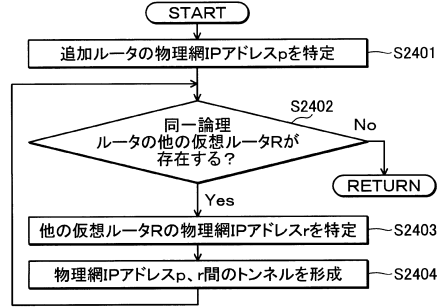 START
追加ルータの物理網IPアドレスpを特定
S2401
S2402
同一論理
ルータの他の仮想ルータRが
存在する?
No
RETURN
Yes
他の仮想ルータRの物理網IPアドレスrを特定
S2403
物理網IPアドレスp、r間のトンネルを形成
S2404